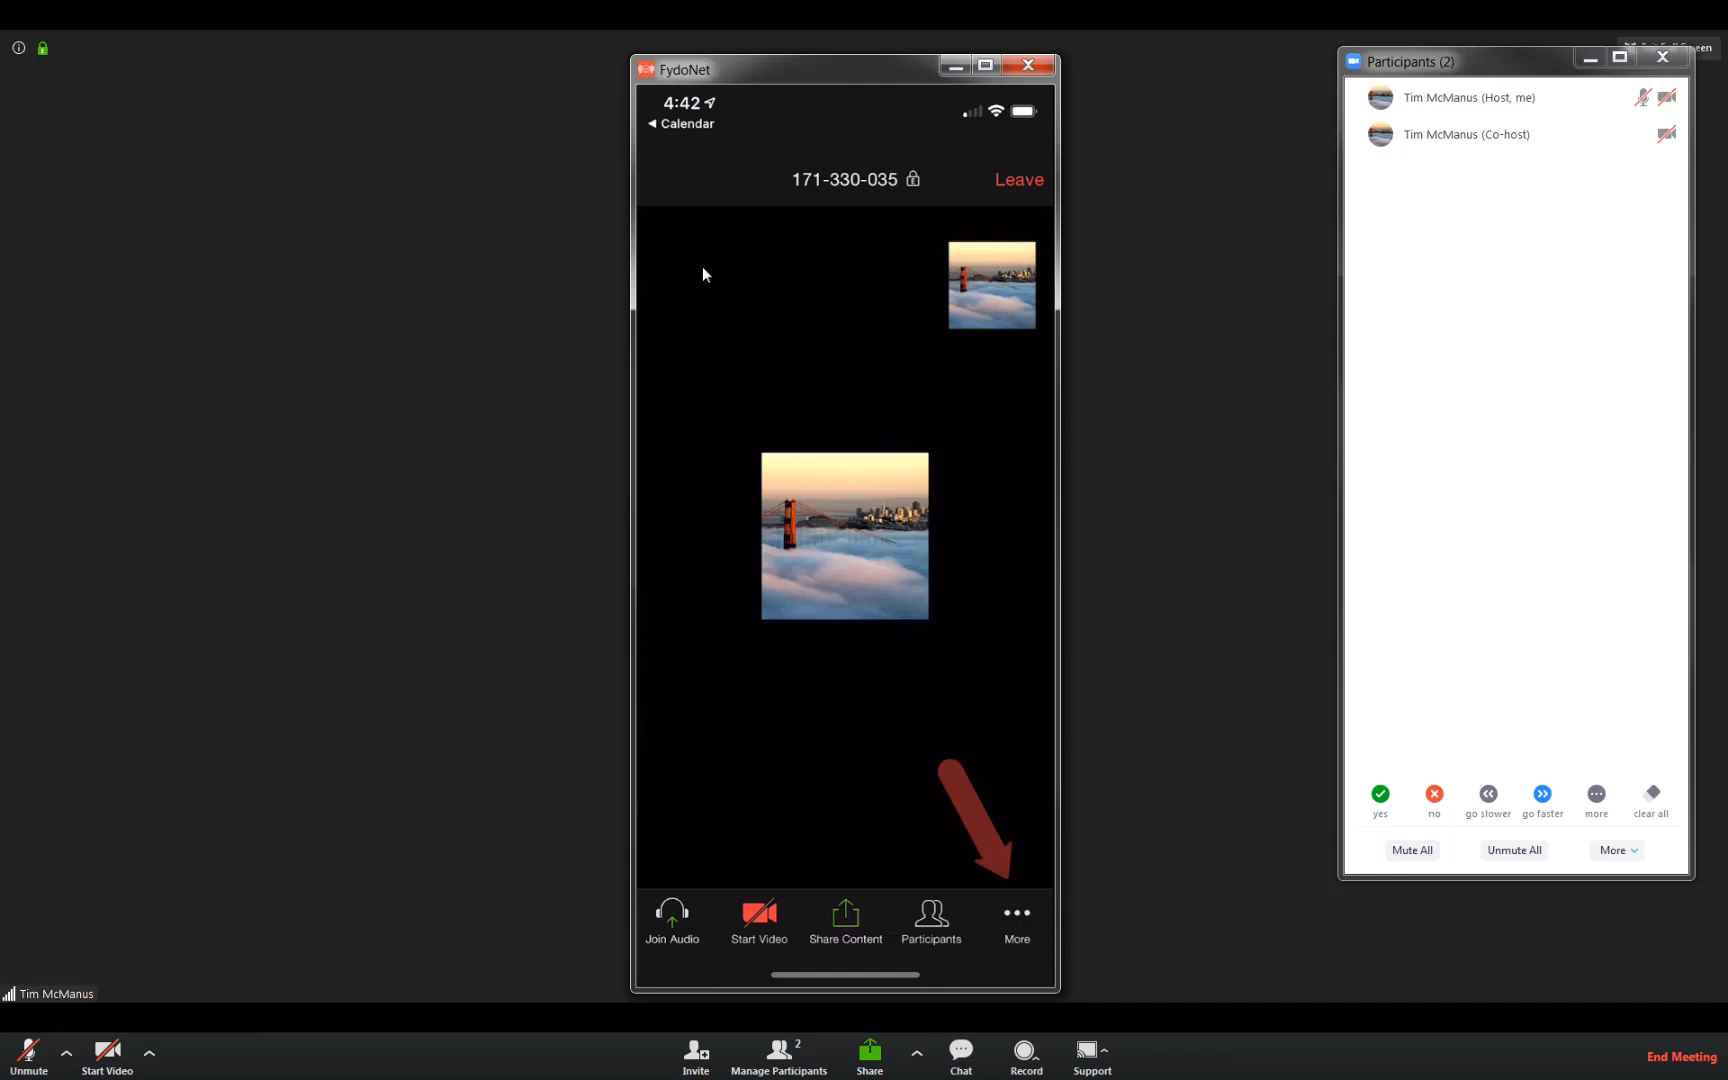 FydoNet
4:42
Calendar
171-330-035
Leave
Join Audio
Start Video
Share Content
Participants
More
Participants (2)
Tim McManus (Host, me)
Tim McManus (Co-host)
yes
no
go slower
go faster
more
clear all
Mute All
Unmute All
More
Tim McManus
Unmute
Start Video
Invite
2
Manage Participants
Share
Chat
Record
Support
End Meeting